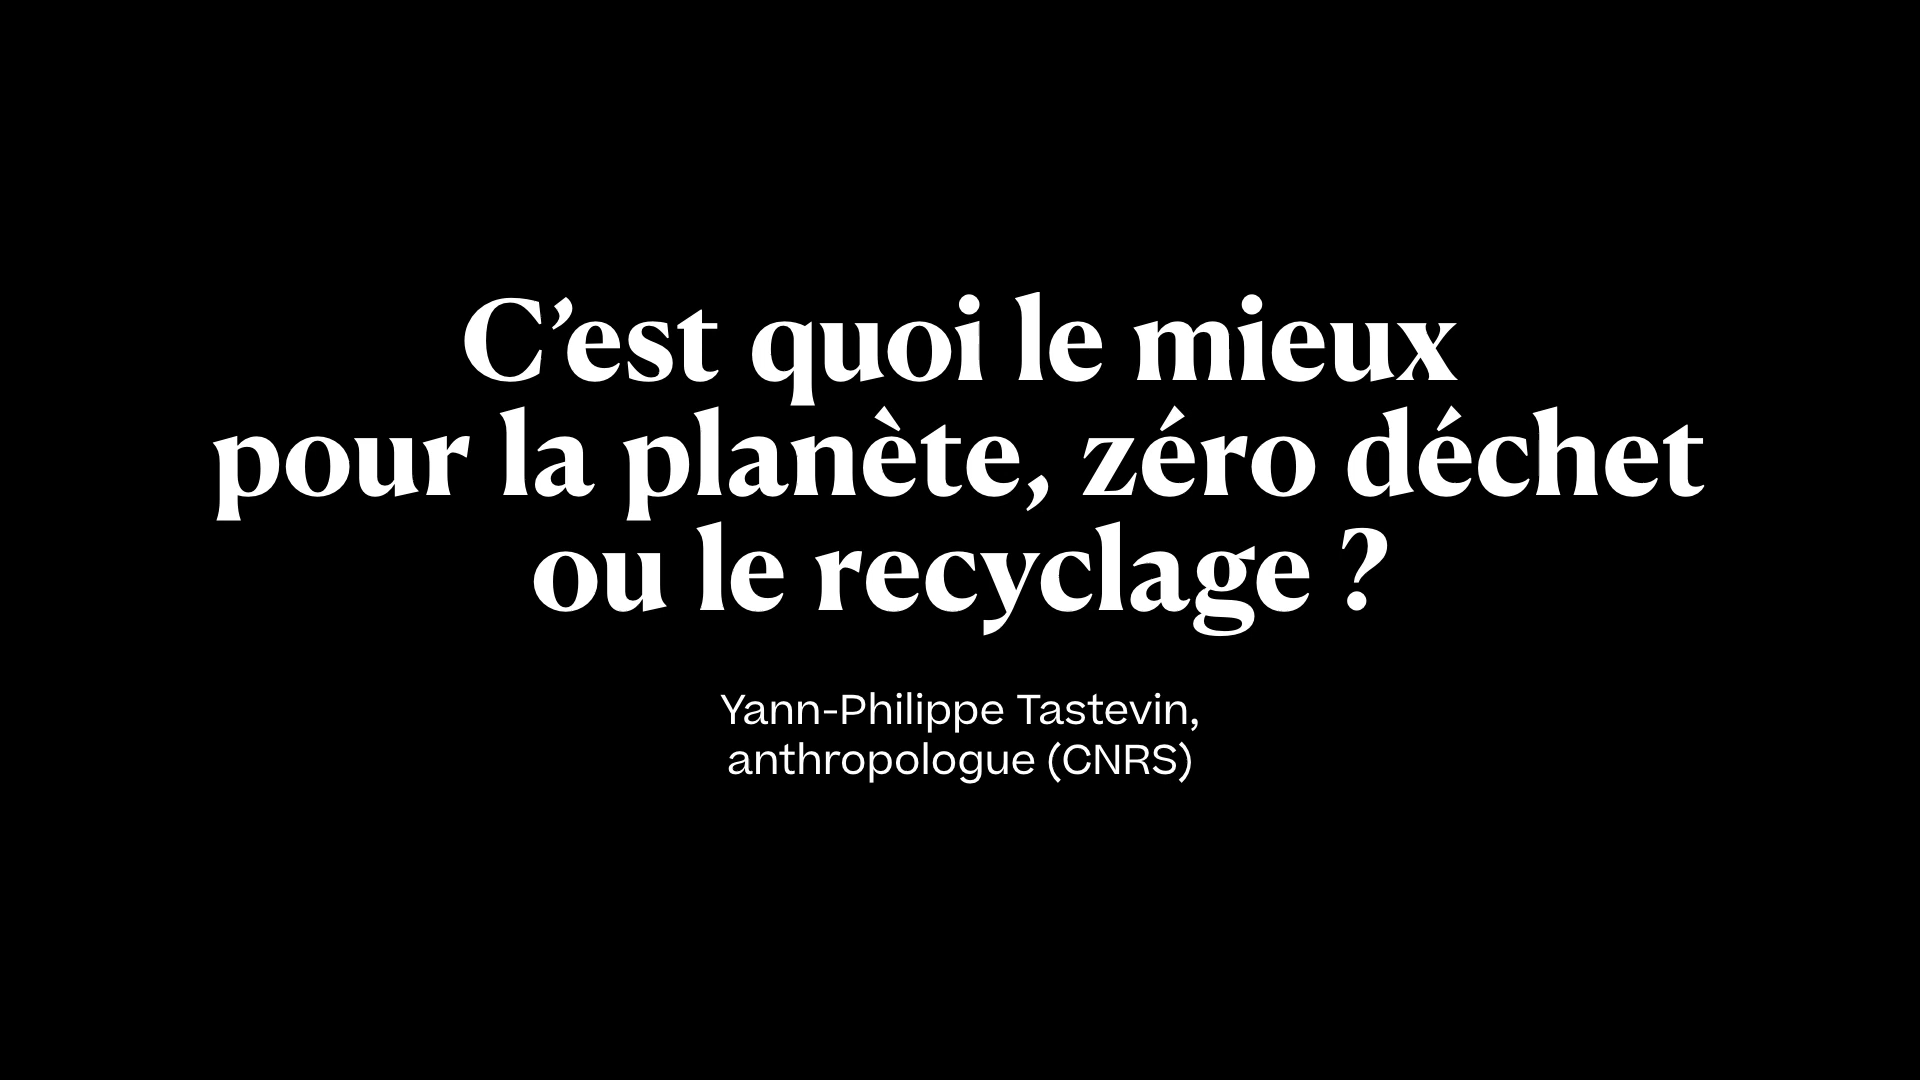 C’est quoi le mieux
pour la planète, zéro déchet
ou le recyclage ?
Yann-Philippe Tastevin,
anthropologue (CNRS)